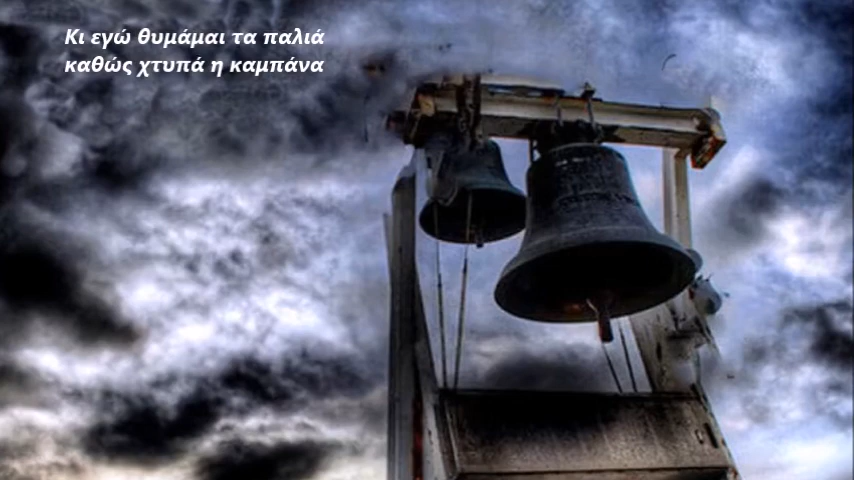 Κι εγώ θυμάμαι τα παλιά
καθώς χτυπά η καμπάνα